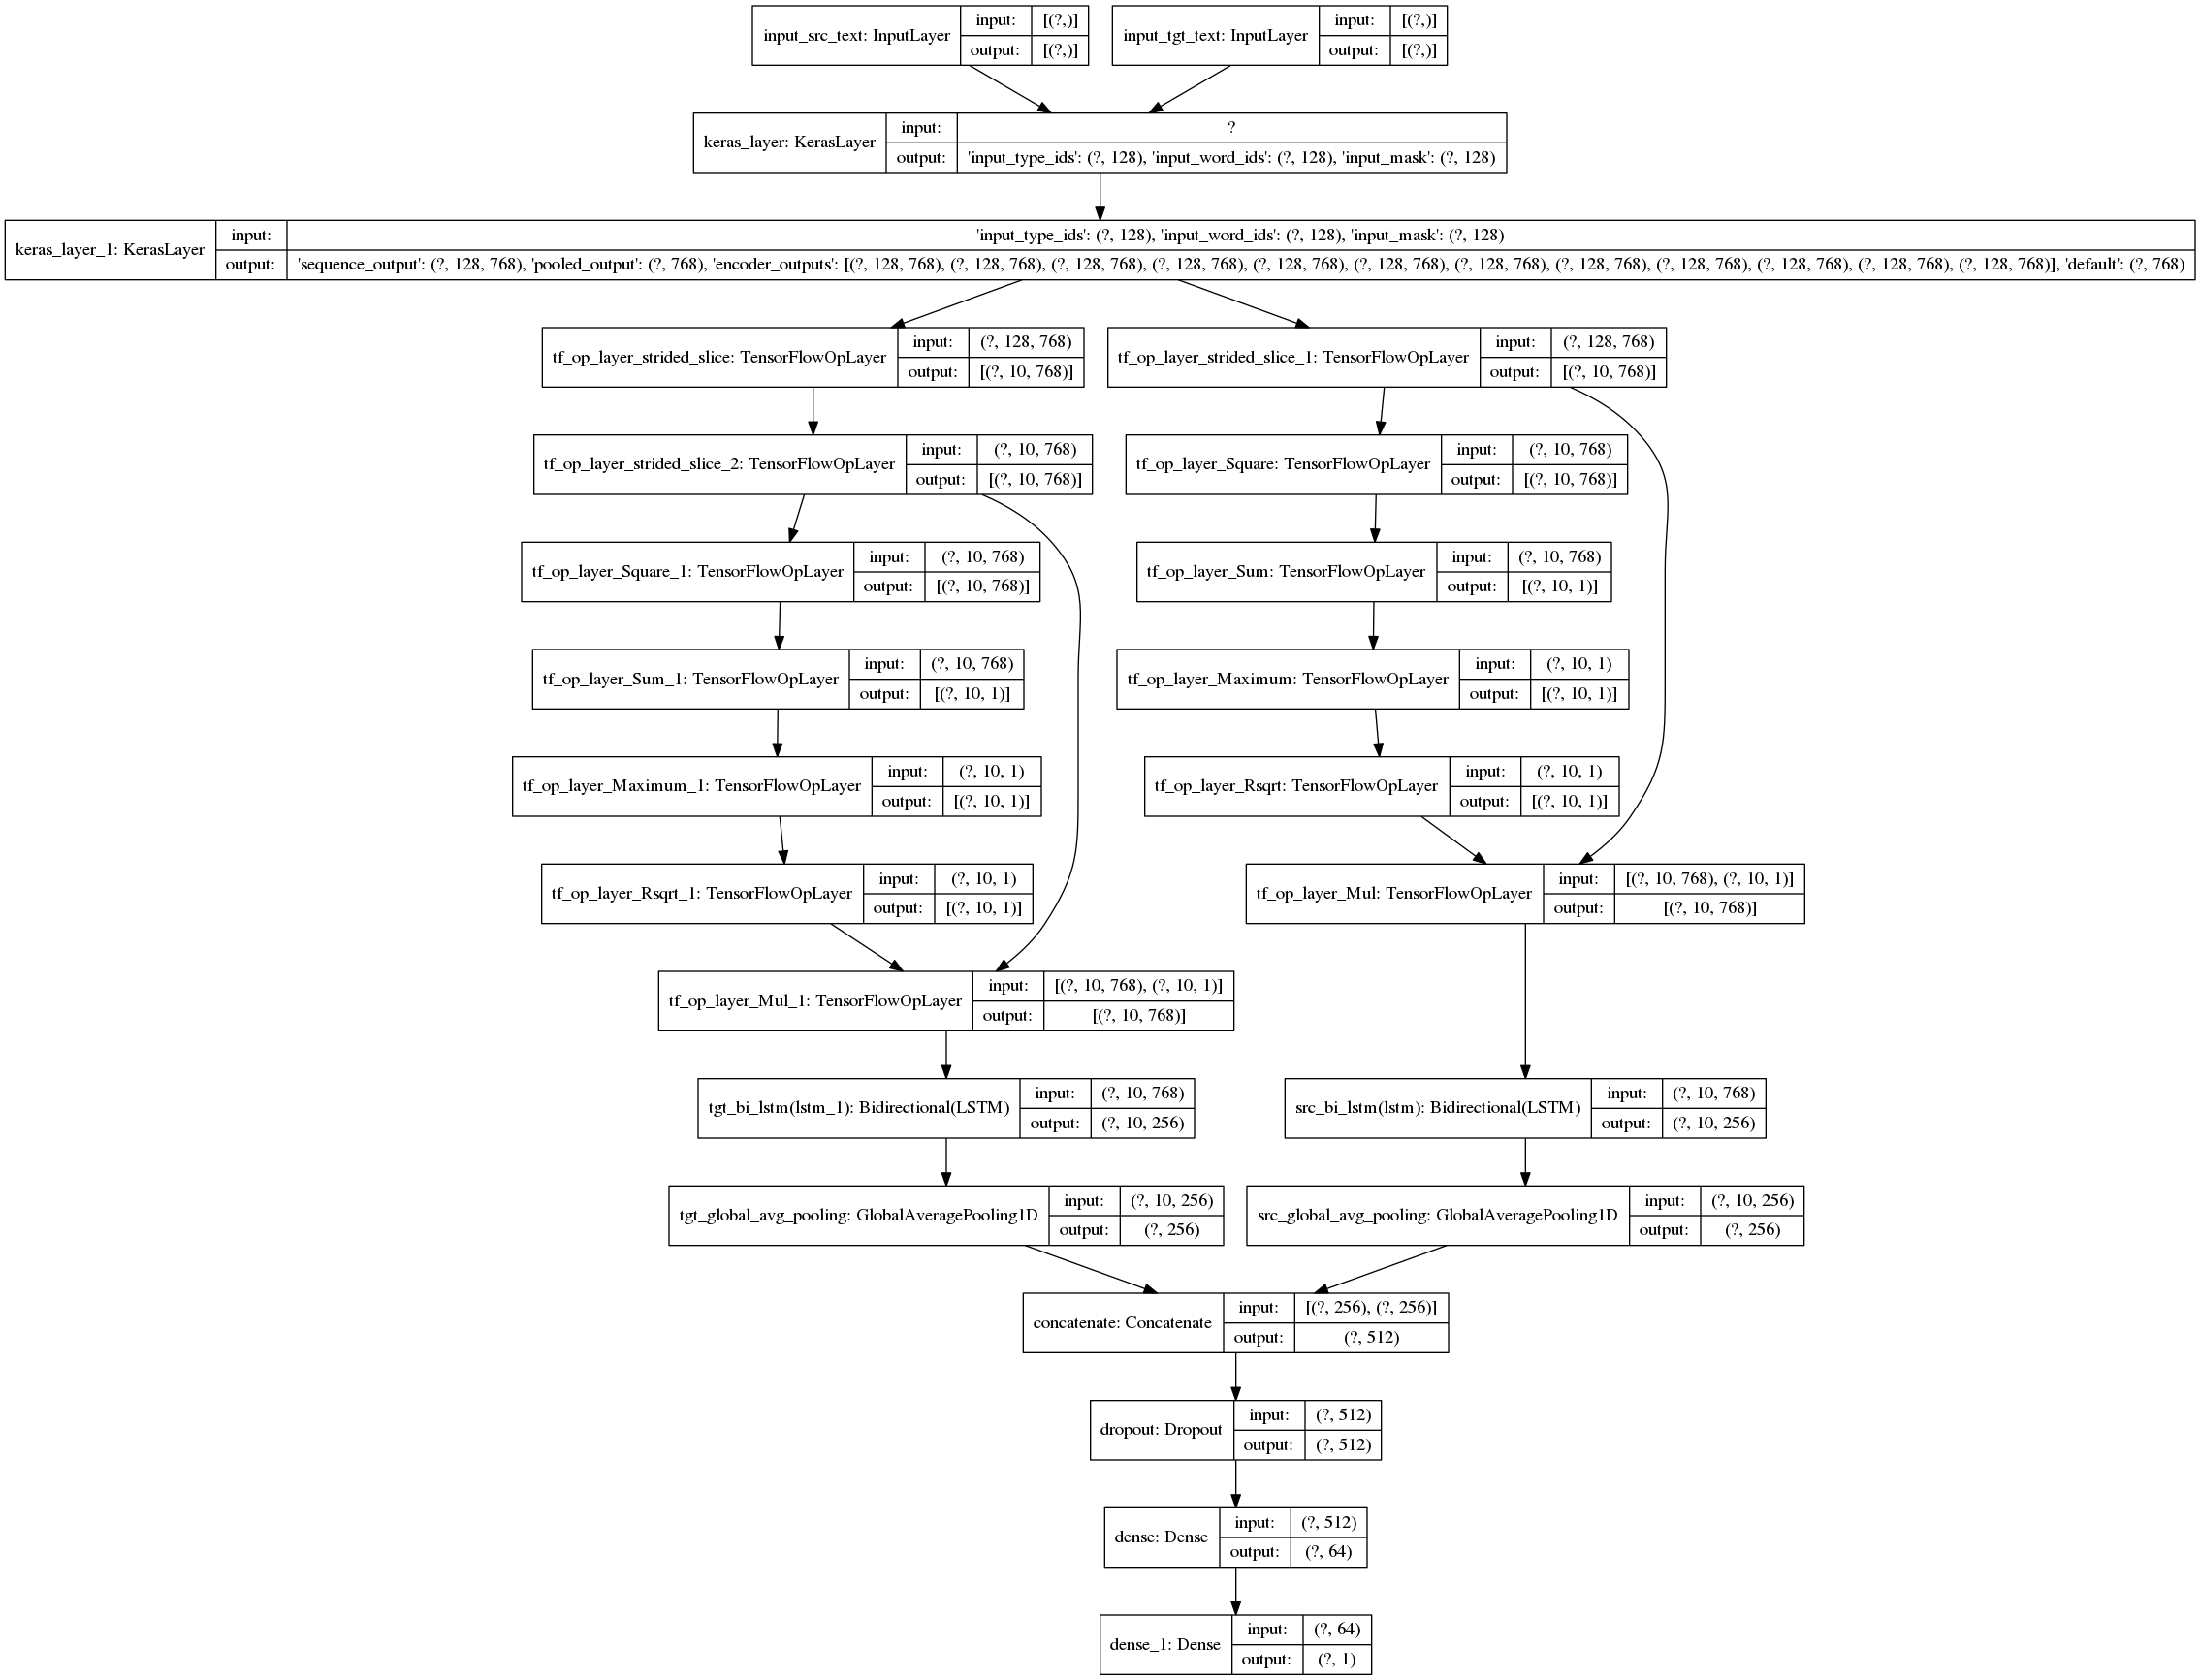 input_src_text: InputLayer
input: [(?,)]
output: [(?,)]
input_tgt_text: InputLayer
input: [(?,)]
output: [(?,)]
keras_layer: KerasLayer
input: ?
output: 'input_type_ids': (?, 128), 'input_word_ids': (?, 128), 'input_mask': (?, 128)
keras_layer_1: KerasLayer
input: 'input_type_ids': (?, 128), 'input_word_ids': (?, 128), 'input_mask': (?, 128)
output: 'sequence_output': (?, 128, 768), 'pooled_output': (?, 768), 'encoder_outputs': [(?, 128, 768), (?, 128, 768), (?, 128, 768), (?, 128, 768), (?, 128, 768), (?, 128, 768), (?, 128, 768), (?, 128, 768), (?, 128, 768), (?, 128, 768), (?, 128, 768), (?, 128, 768)], 'default': (?, 768)
tf_op_layer_strided_slice: TensorFlowOpLayer
input: (?, 128, 768)
output: [(?, 10, 768)]
tf_op_layer_strided_slice_1: TensorFlowOpLayer
input: (?, 128, 768)
output: [(?, 10, 768)]
tf_op_layer_strided_slice_2: TensorFlowOpLayer
input: (?, 10, 768)
output: [(?, 10, 768)]
tf_op_layer_Square: TensorFlowOpLayer
input: (?, 10, 768)
output: [(?, 10, 768)]
tf_op_layer_Square_1: TensorFlowOpLayer
input: (?, 10, 768)
output: [(?, 10, 768)]
tf_op_layer_Sum: TensorFlowOpLayer
input: (?, 10, 768)
output: [(?, 10, 1)]
tf_op_layer_Sum_1: TensorFlowOpLayer
input: (?, 10, 768)
output: [(?, 10, 1)]
tf_op_layer_Maximum: TensorFlowOpLayer
input: (?, 10, 1)
output: [(?, 10, 1)]
tf_op_layer_Maximum_1: TensorFlowOpLayer
input: (?, 10, 1)
output: [(?, 10, 1)]
tf_op_layer_Rsqrt: TensorFlowOpLayer
input: (?, 10, 1)
output: [(?, 10, 1)]
tf_op_layer_Rsqrt_1: TensorFlowOpLayer
input: (?, 10, 1)
output: [(?, 10, 1)]
tf_op_layer_Mul: TensorFlowOpLayer
input: [(?, 10, 768), (?, 10, 1)]
output: [(?, 10, 768)]
tf_op_layer_Mul_1: TensorFlowOpLayer
input: [(?, 10, 768), (?, 10, 1)]
output: [(?, 10, 768)]
tgt_bi_lstm(lstm_1): Bidirectional(LSTM)
input: (?, 10, 768)
output: (?, 10, 256)
src_bi_lstm(lstm): Bidirectional(LSTM)
input: (?, 10, 768)
output: (?, 10, 256)
tgt_global_avg_pooling: GlobalAveragePooling1D
input: (?, 10, 256)
output: (?, 256)
src_global_avg_pooling: GlobalAveragePooling1D
input: (?, 10, 256)
output: (?, 256)
concatenate: Concatenate
input: [(?, 256), (?, 256)]
output: (?, 512)
dropout: Dropout
input: (?, 512)
output: (?, 512)
dense: Dense
input: (?, 512)
output: (?, 64)
dense_1: Dense
input: (?, 64)
output: (?, 1)